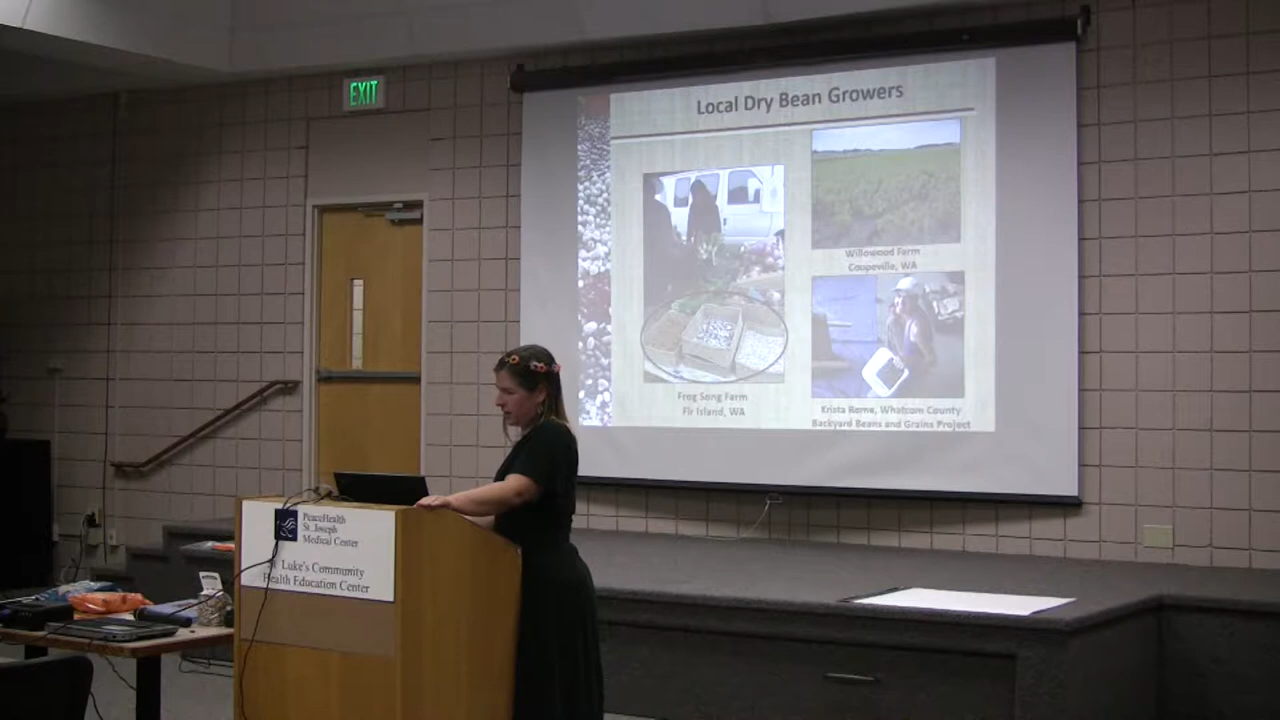 EXIT
Local Dry Bean Growers
Willowood Farm
Coupeville, WA
Frog Song Farm
Fir Island, WA
Krista Rome, Whatcom County
Backyard Beans and Grains Project
PeaceHealth
St. Joseph
Medical Center
Luke's Community
Health Education Center